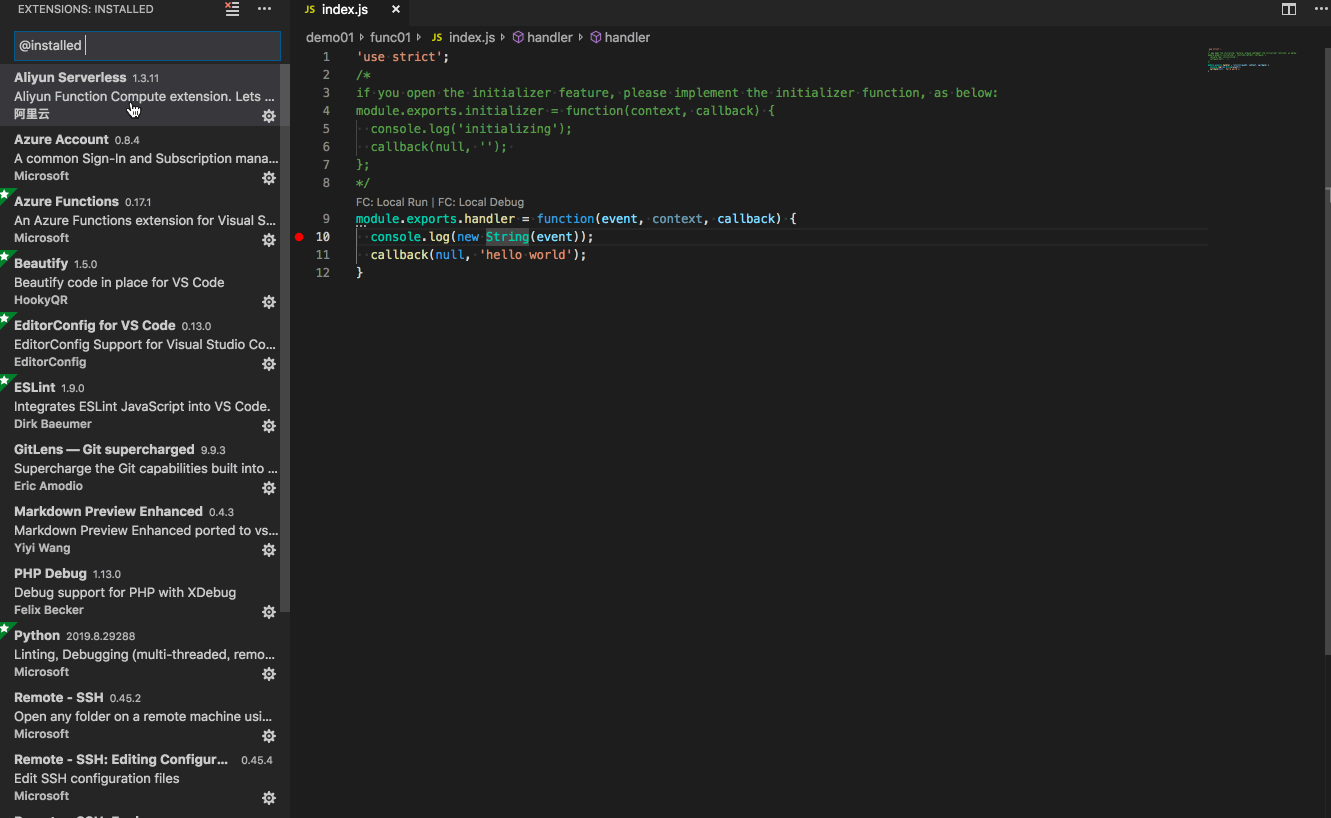 EXTENSIONS: INSTALLED
@installed
Aliyun Serverless 1.3.11
Aliyun Function Compute extension. Lets ...
阿里云
Azure Account 0.8.4
A common Sign-In and Subscription mana...
Microsoft
Azure Functions 0.17.1
An Azure Functions extension for Visual S...
Microsoft
Beautify 1.5.0
Beautify code in place for VS Code
HookyQR
EditorConfig for VS Code 0.13.0
EditorConfig Support for Visual Studio Co...
EditorConfig
ESLint 1.9.0
Integrates ESLint JavaScript into VS Code.
Dirk Baeumer
GitLens — Git supercharged 9.9.3
Supercharge the Git capabilities built into ...
Eric Amodio
Markdown Preview Enhanced 0.4.3
Markdown Preview Enhanced ported to vs...
Yiyi Wang
PHP Debug 1.13.0
Debug support for PHP with XDebug
Felix Becker
Python 2019.8.29288
Linting, Debugging (multi-threaded, remo...
Microsoft
Remote - SSH 0.45.2
Open any folder on a remote machine usi...
Microsoft
Remote - SSH: Editing Configur... 0.45.4
Edit SSH configuration files
Microsoft
JS index.js
demo01 func01 JS index.js handler handler
1 'use strict';
2 /*
3 if you open the initializer feature, please implement the initializer function, as below:
4 module.exports.initializer = function(context, callback) {
5 console.log('initializing');
6 callback(null, '');
7 };
8 */
FC: Local Run | FC: Local Debug
9 module.exports.handler = function(event, context, callback) {
10 console.log(new String(event));
11 callback(null, 'hello world');
12 }